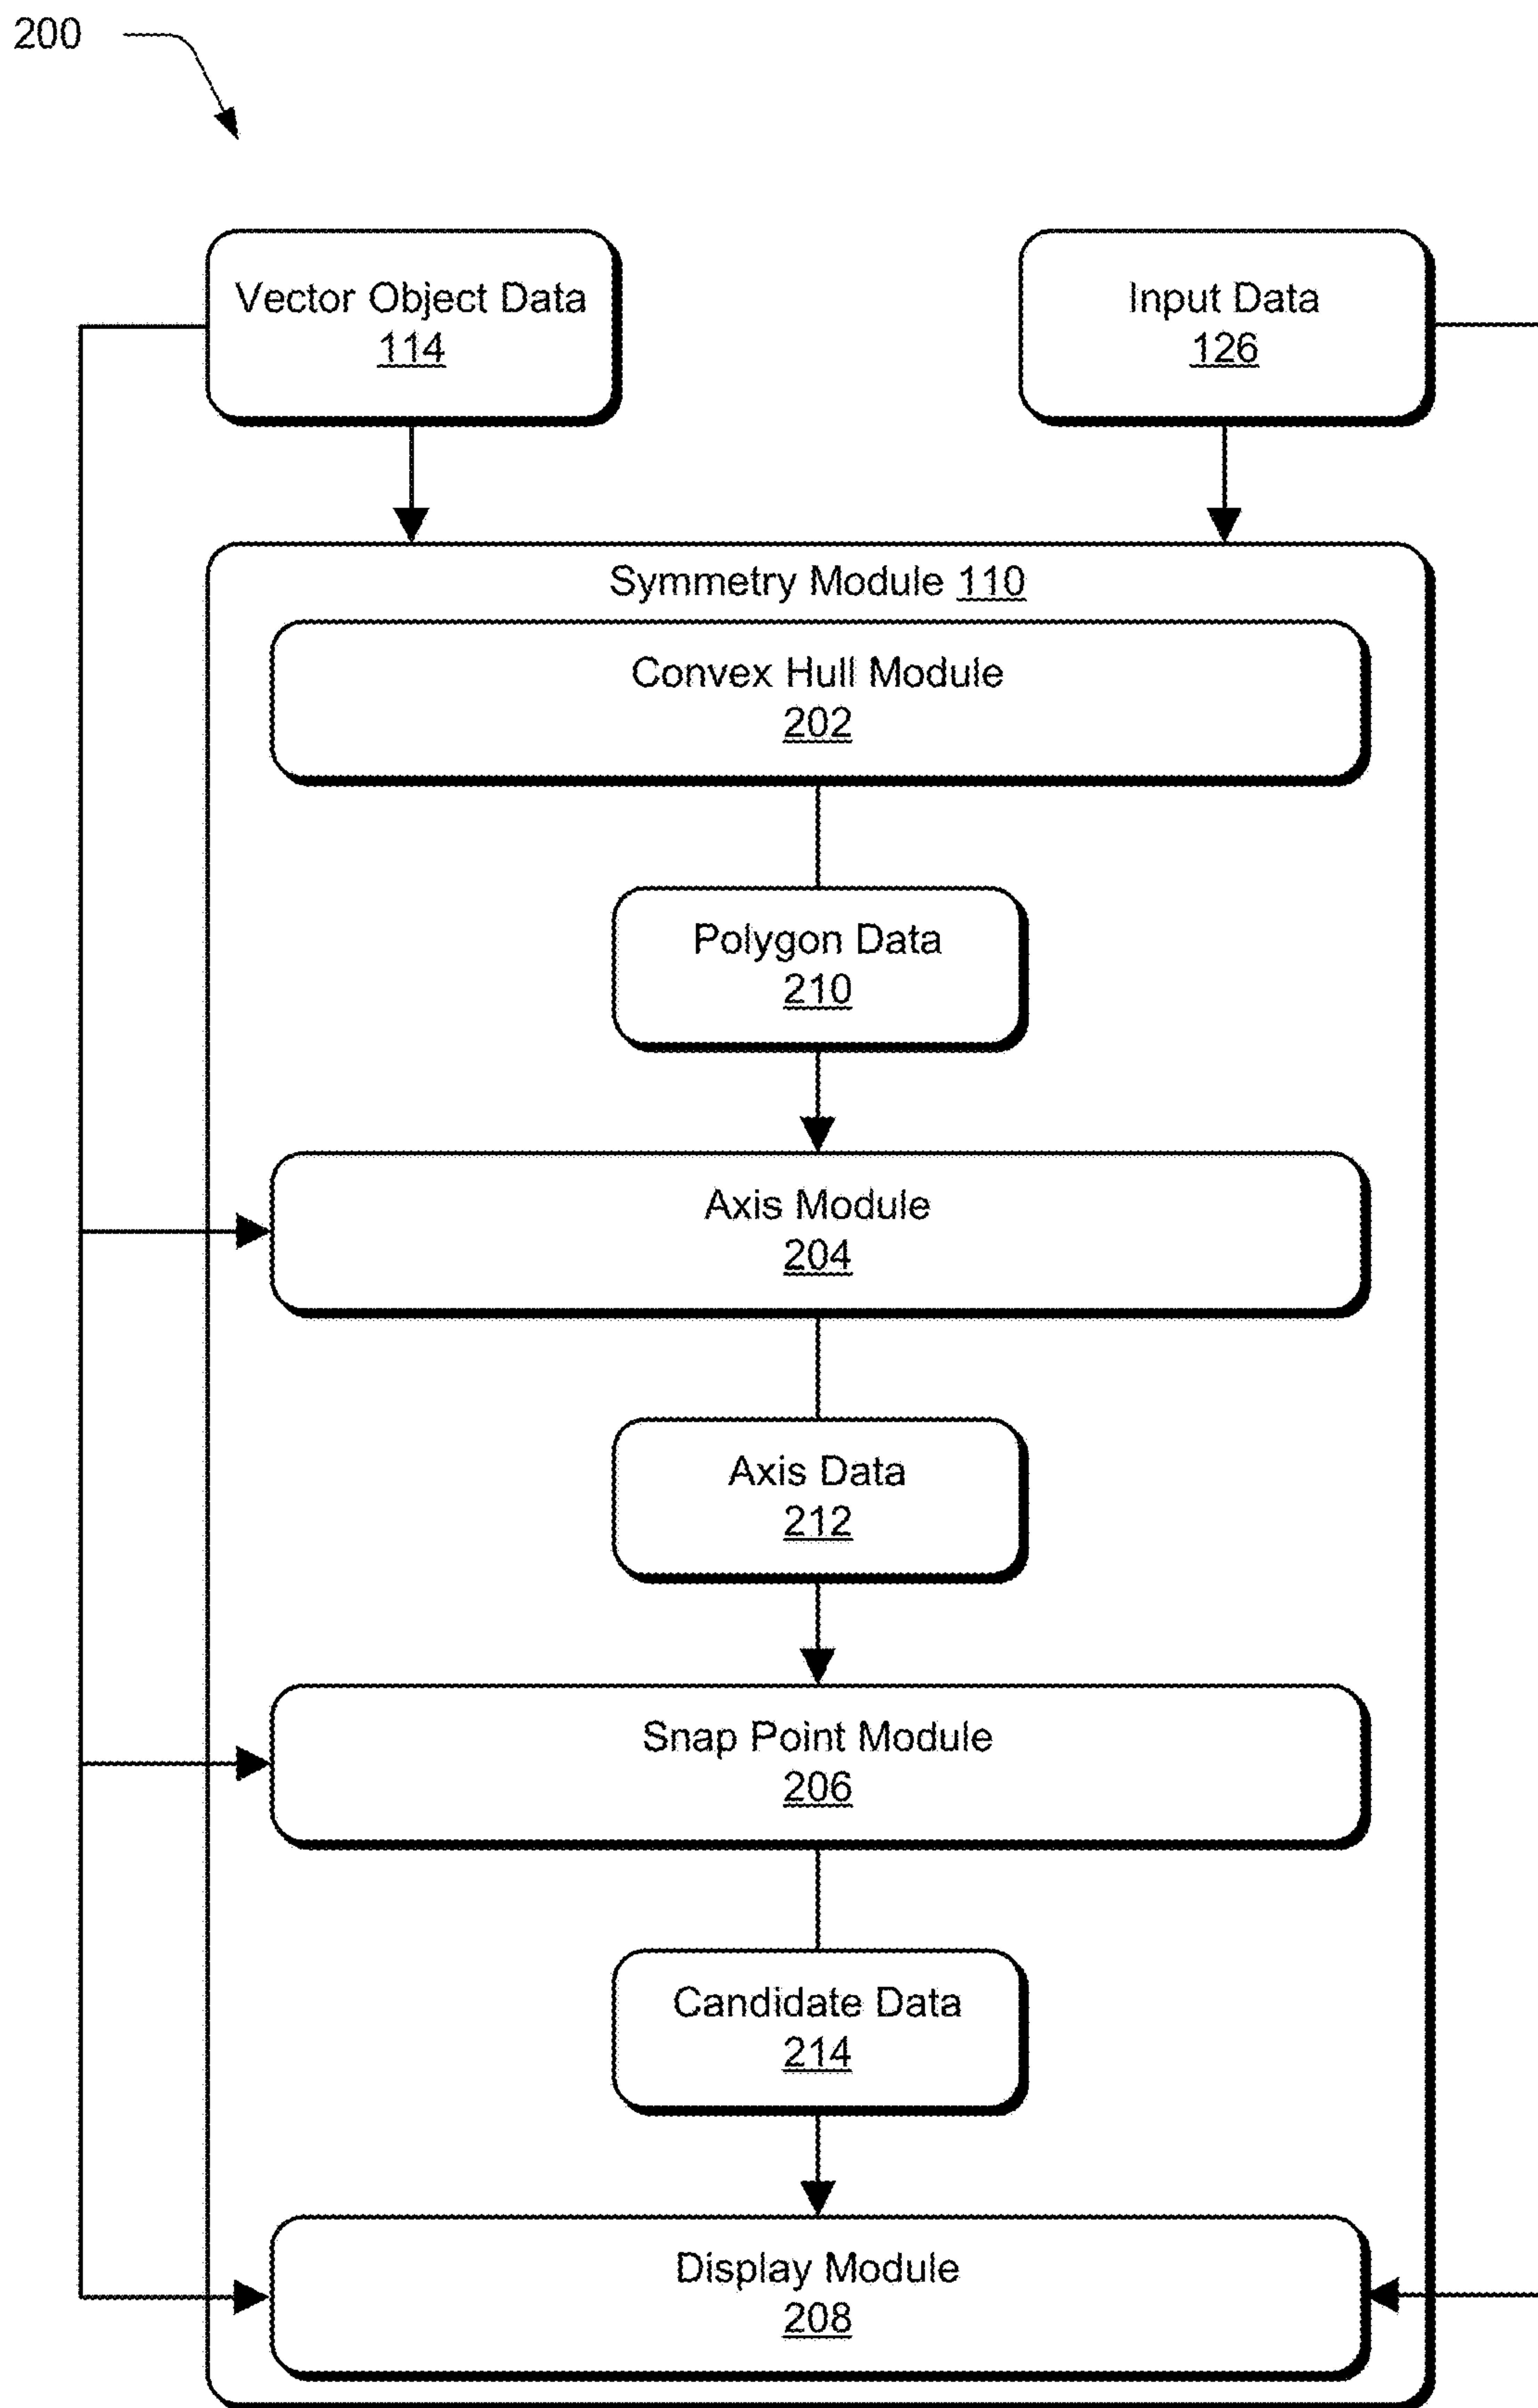 200
Vector Object Data
114
Input Data
126
Symmetry Module 110
Convex Hull Module
202
Polygon Data
210
Axis Module
204
Axis Data
212
Snap Point Module
206
Candidate Data
214
Display Module
208